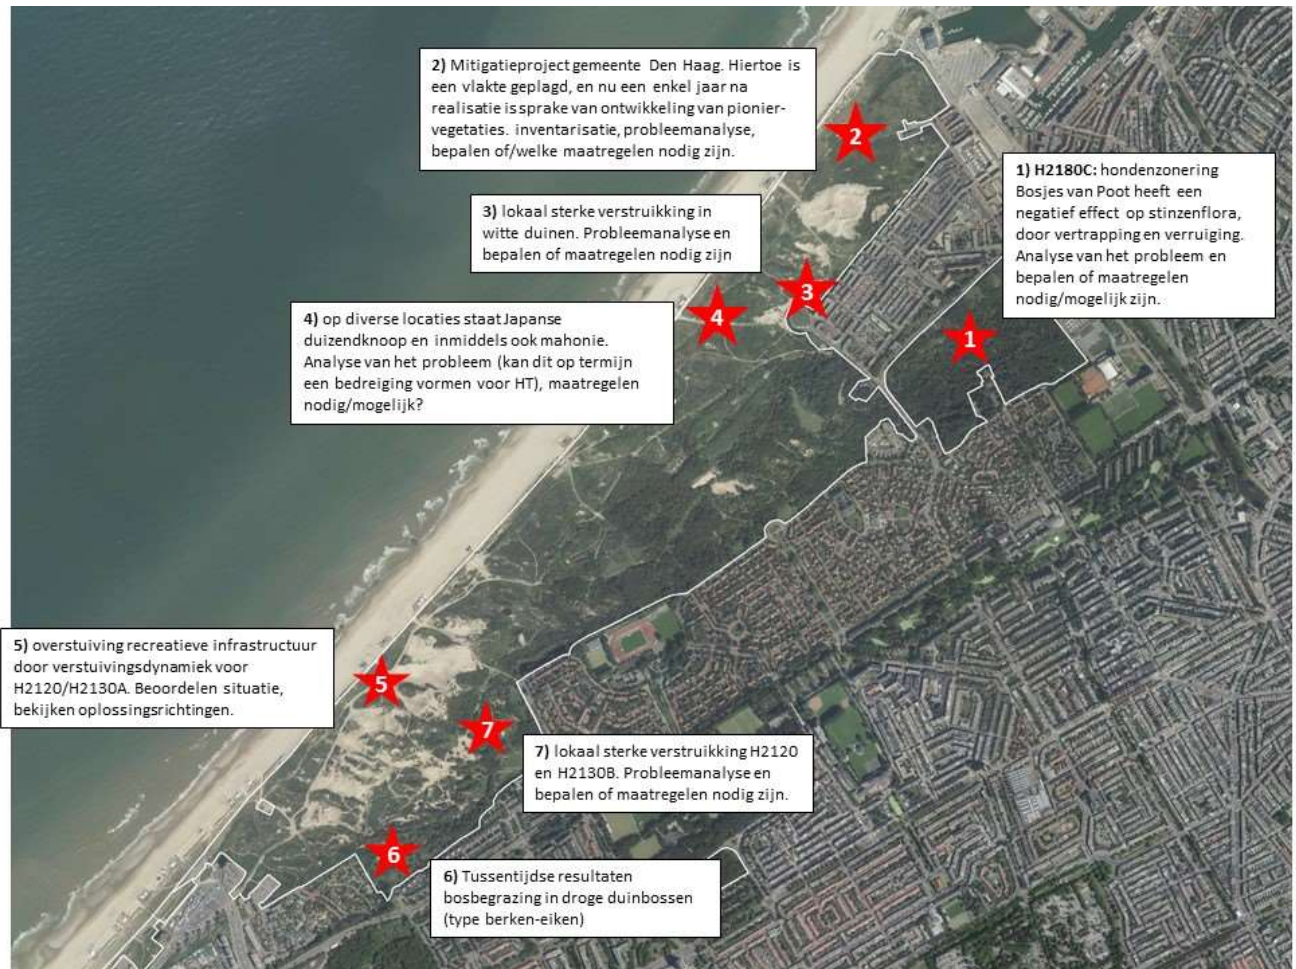 2) Mitigatieproject gemeente Den Haag. Hiertoe is
een vlakte geplagd, en nu een enkel jaar na
realisatie is sprake van ontwikkeling van pionier-
vegetaties. inventarisatie, probleemanalyse,
bepalen of/welke maatregelen nodig zijn.
2
1) H2180C: hondenzonering
Bosjes van Poot heeft een
negatief effect op stinzenflora,
door vertrapping en verruiging.
Analyse van het probleem en
bepalen of maatregelen
nodig/mogelijk zijn.
3) lokaal sterke verstruikking in
witte duinen. Probleemanalyse en
bepalen of maatregelen nodig zijn
3
4) op diverse locaties staat Japanse
duizendknoop en inmiddels ook mahonie.
Analyse van het probleem (kan dit op termijn
een bedreiging vormen voor HT), maatregelen
nodig/mogelijk?
4
1
5) overstuiving recreatieve infrastructuur
door verstuivingsdynamiek voor
H2120/H2130A. Beoordelen situatie,
bekijken oplossingsrichtingen.
5
7
7) lokaal sterke verstruikking H2120
en H2130B. Probleemanalyse en
bepalen of maatregelen nodig zijn.
6
6) Tussentijdse resultaten
bosbegrazing in droge duinbossen
(type berken-eiken)